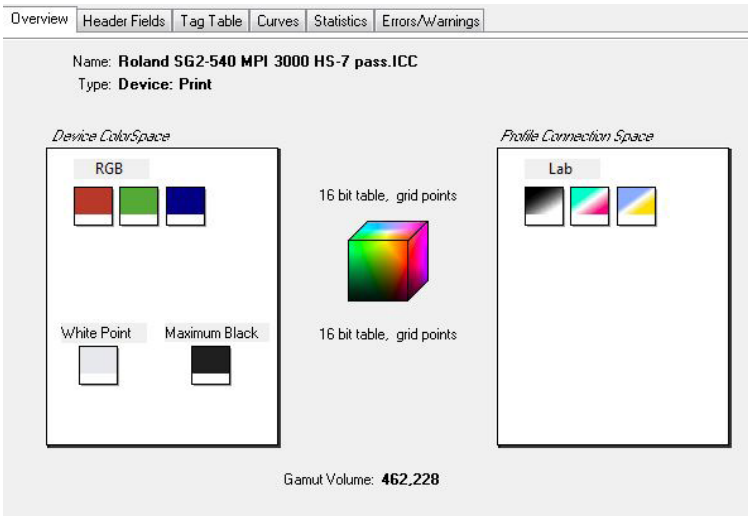 Overview Header Fields Tag Table Curves Statistics Errors/Warnings
Name: Roland SG2-540 MPI 3000 HS-7 pass.ICC
Type: Device: Print
Device ColorSpace
Profile Connection Space
RGB
Lab
16 bit table, grid points
White Point
Maximum Black
16 bit table, grid points
Gamut Volume: 462,228